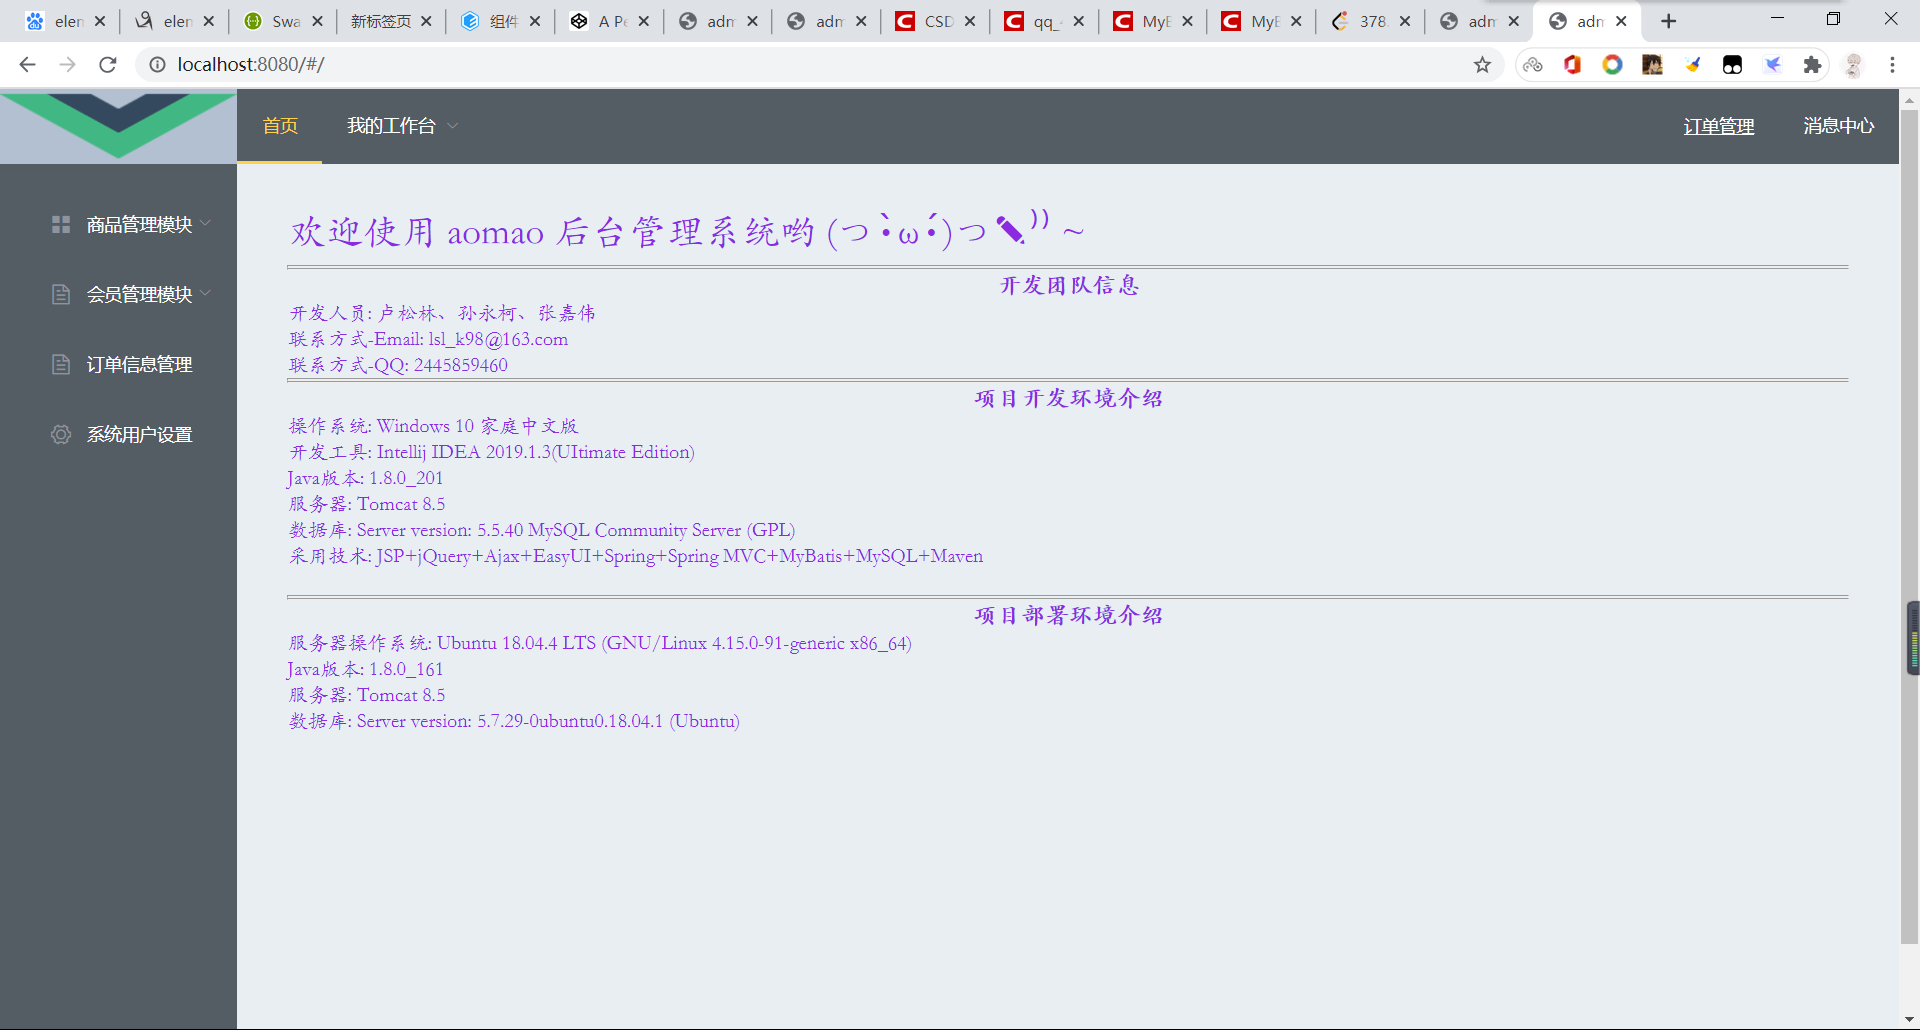 elen
elen
Swa
新标签页
组件
A Pe
adm
adm
CSD
qq_
MyB
MyB
378.
adm
adm
localhost:8080/#/
首页
我的工作台
订单管理
消息中心
商品管理模块
会员管理模块
订单信息管理
系统用户设置
欢迎使用 aomao 后台管理系统哟 (つ•̀ω•́)つ✎⁾⁾ ~
开发团队信息
开发人员: 卢松林、孙永柯、张嘉伟
联系方式-Email: lsl_k98@163.com
联系方式-QQ: 2445859460
项目开发环境介绍
操作系统: Windows 10 家庭中文版
开发工具: Intellij IDEA 2019.1.3(UItimate Edition)
Java版本: 1.8.0_201
服务器: Tomcat 8.5
数据库: Server version: 5.5.40 MySQL Community Server (GPL)
采用技术: JSP+jQuery+Ajax+EasyUI+Spring+Spring MVC+MyBatis+MySQL+Maven
项目部署环境介绍
服务器操作系统: Ubuntu 18.04.4 LTS (GNU/Linux 4.15.0-91-generic x86_64)
Java版本: 1.8.0_161
服务器: Tomcat 8.5
数据库: Server version: 5.7.29-0ubuntu0.18.04.1 (Ubuntu)